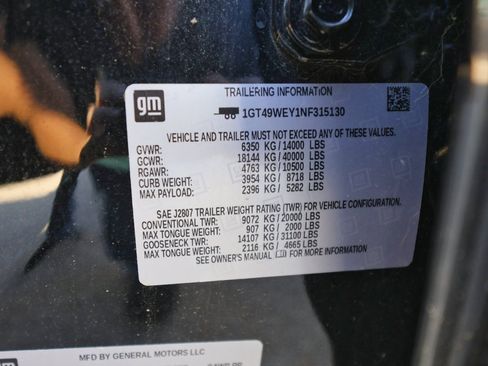 gm
TRAILERING INFORMATION
1GT49WEY1NF315130
VEHICLE AND TRAILER MUST NOT EXCEED ANY OF THESE VALUES.
GVWR: 6350 KG / 14000 LBS
GCWR: 18144 KG / 40000 LBS
RGAWR: 4763 KG / 10500 LBS
CURB WEIGHT: 3954 KG / 8718 LBS
MAX PAYLOAD: 2396 KG / 5282 LBS
SAE J2807 TRAILER WEIGHT RATING (TWR) FOR VEHICLE CONFIGURATION.
CONVENTIONAL TWR: 9072 KG / 20000 LBS
MAX TONGUE WEIGHT: 907 KG / 2000 LBS
GOOSENECK TWR: 14107 KG / 31100 LBS
MAX TONGUE WEIGHT: 2116 KG / 4665 LBS
SEE OWNER'S MANUAL FOR MORE INFORMATION
gm
MFD BY GENERAL MOTORS LLC